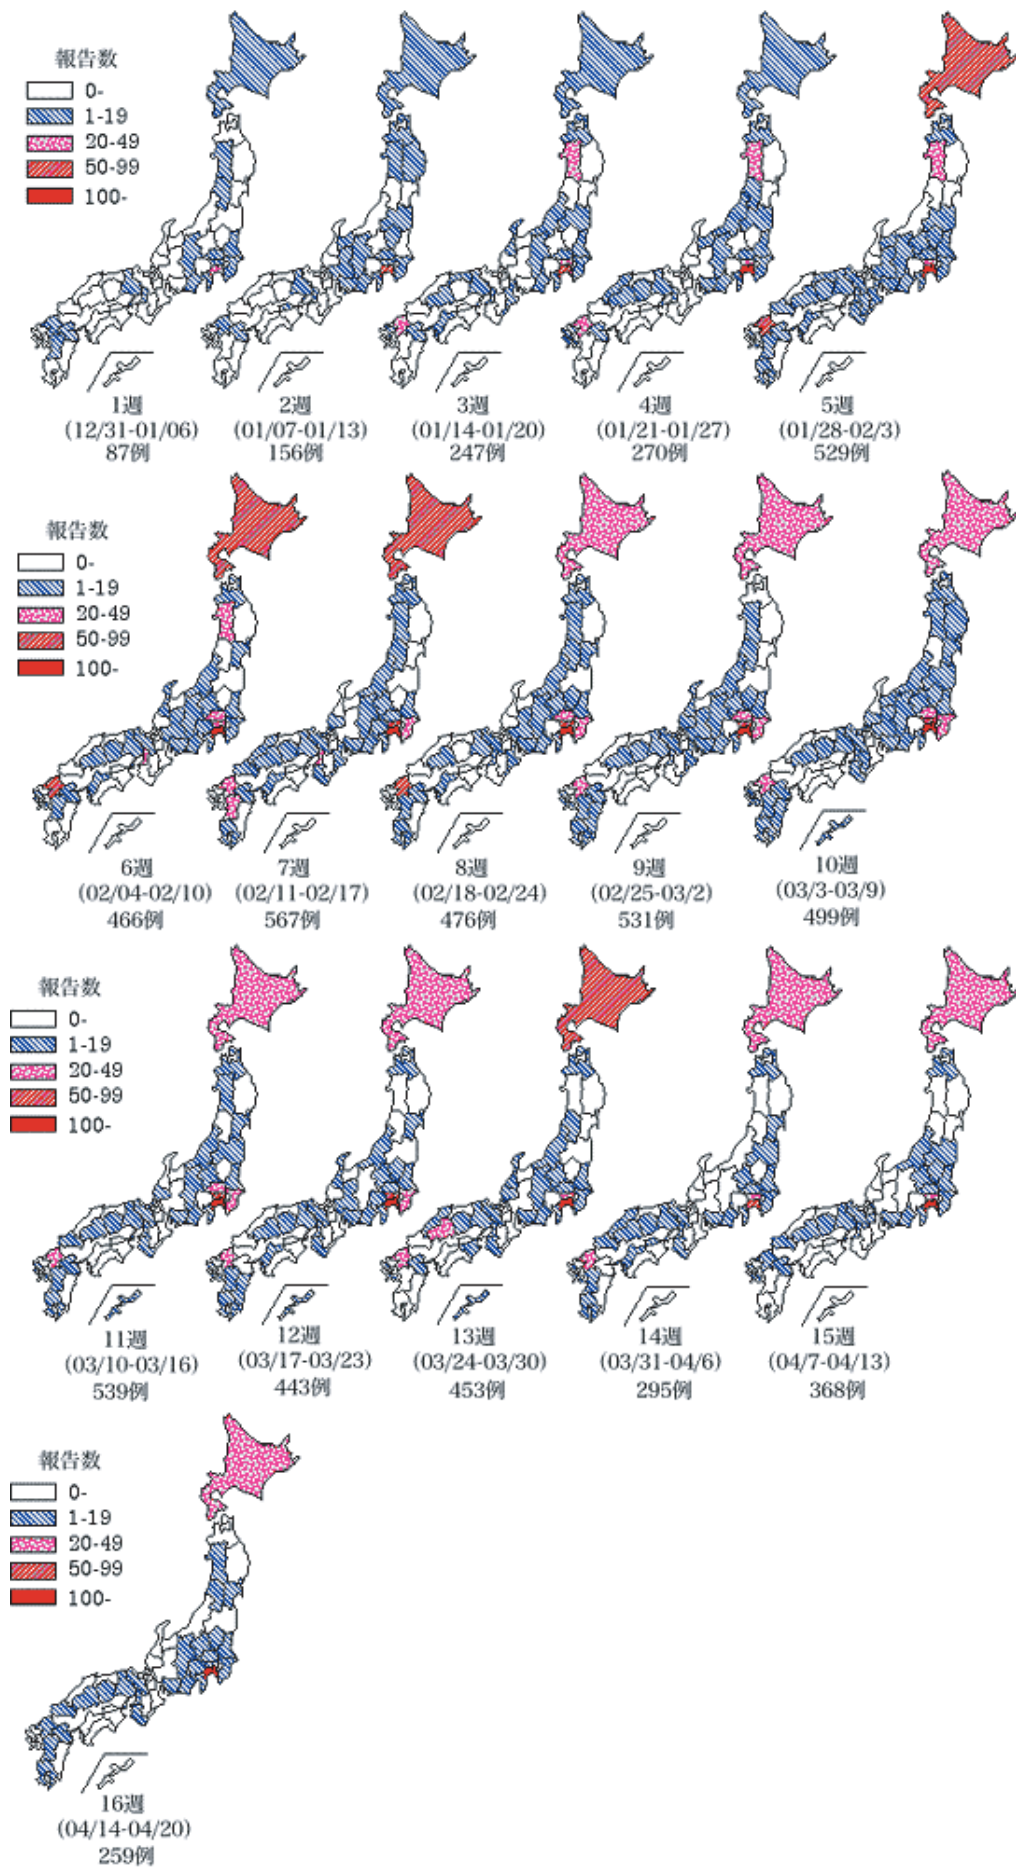 報告数
0-
1-19
20-49
50-99
100-
1週
(12/31-01/06)
87例
2週
(01/07-01/13)
156例
3週
(01/14-01/20)
247例
4週
(01/21-01/27)
270例
5週
(01/28-02/3)
529例
報告数
0-
1-19
20-49
50-99
100-
6週
(02/04-02/10)
466例
7週
(02/11-02/17)
567例
8週
(02/18-02/24)
476例
9週
(02/25-03/2)
531例
10週
(03/3-03/9)
499例
報告数
0-
1-19
20-49
50-99
100-
11週
(03/10-03/16)
539例
12週
(03/17-03/23)
443例
13週
(03/24-03/30)
453例
14週
(03/31-04/6)
295例
15週
(04/7-04/13)
368例
報告数
0-
1-19
20-49
50-99
100-
16週
(04/14-04/20)
259例